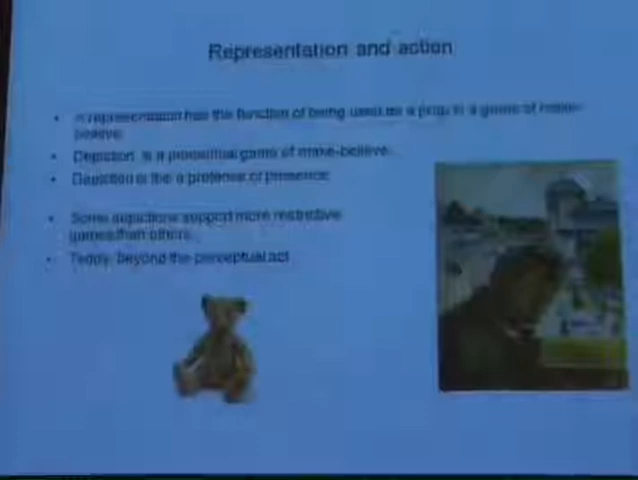 Representation and action
• A representation has the function of being used as a prop in a game of make-
believe.
• Depiction is a perceptual game of make-believe.
• Depiction is the a pretense of presence.
• Some depictions support more restrictive
games than others.
• Teddy: beyond the perceptual act